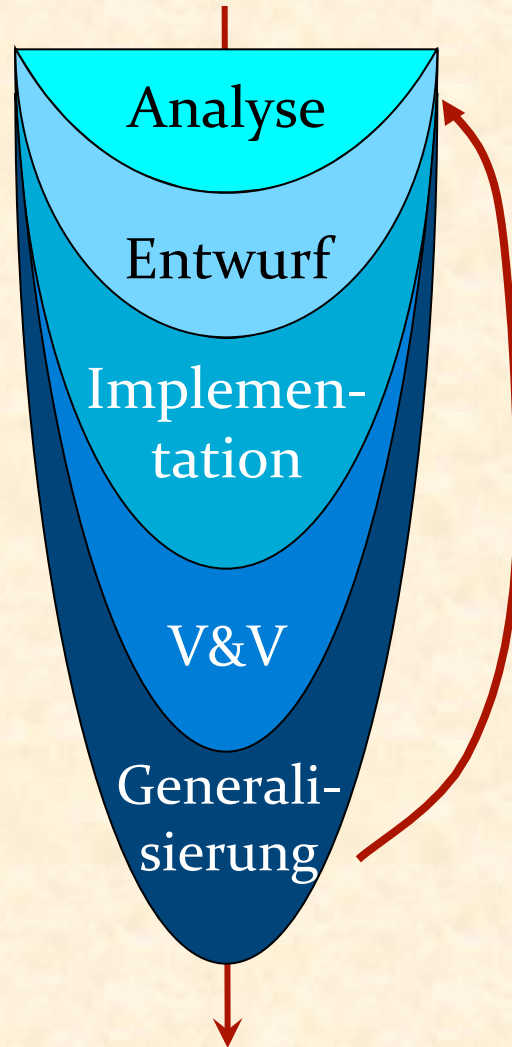 Analyse
Entwurf
Implemen-
tation
V&V
Generali-
sierung